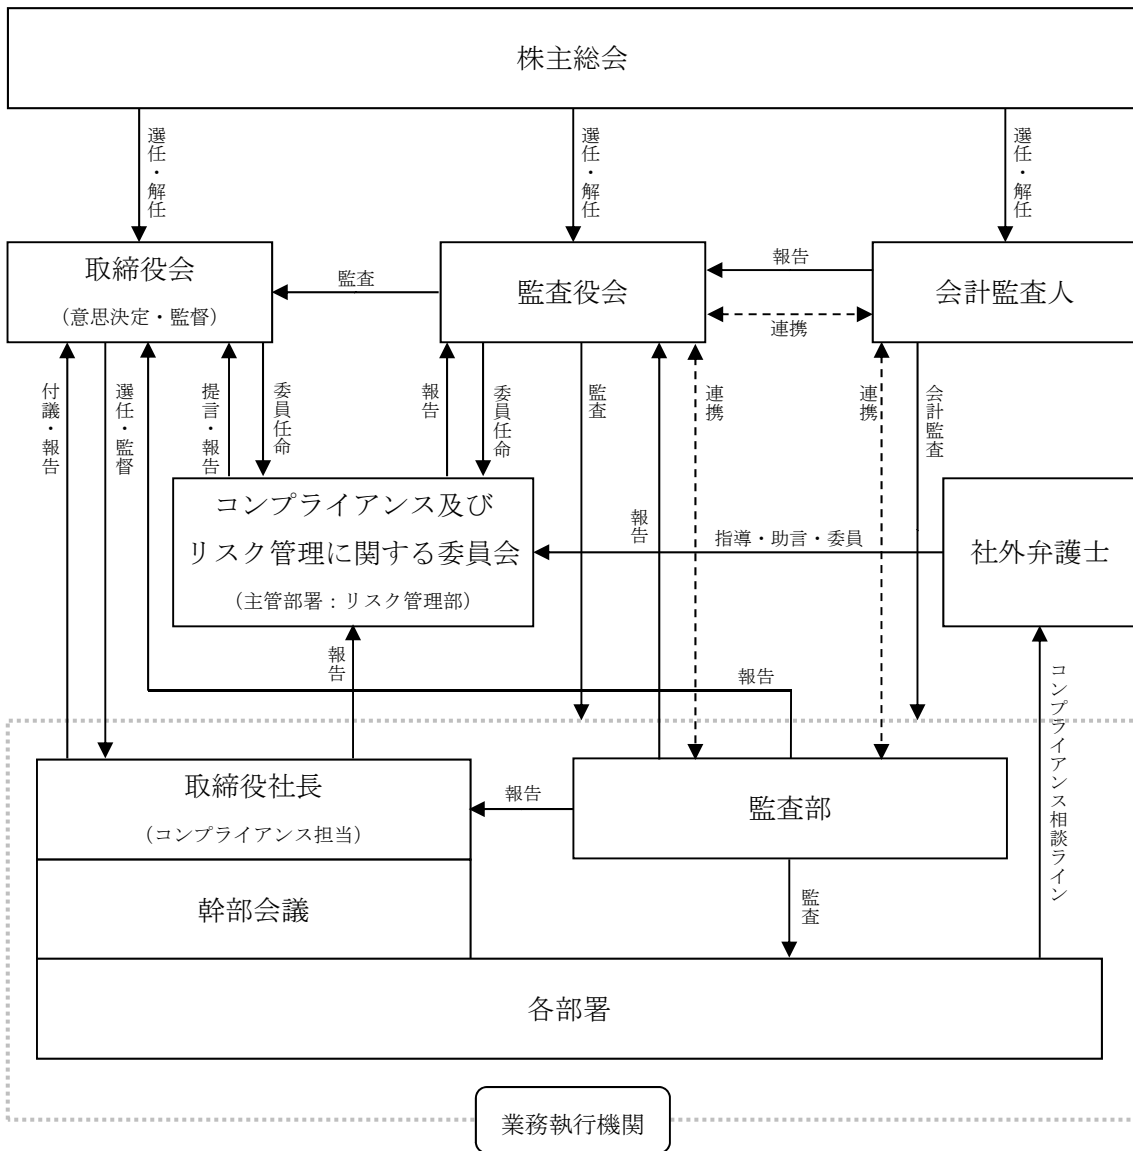 株主総会
選任・解任
選任・解任
選任・解任
取締役会
(意思決定・監督)
監査
監査役会
報告
連携
会計監査人
付議・報告
選任・監督
提言・報告
委員任命
報告
委員任命
監査
連携
連携
会計監査
コンプライアンス及び
リスク管理に関する委員会
(主管部署：リスク管理部)
報告
指導・助言・委員
社外弁護士
報告
報告
コンプライアンス相談ライン
取締役社長
(コンプライアンス担当)
報告
監査部
幹部会議
監査
各部署
業務執行機関